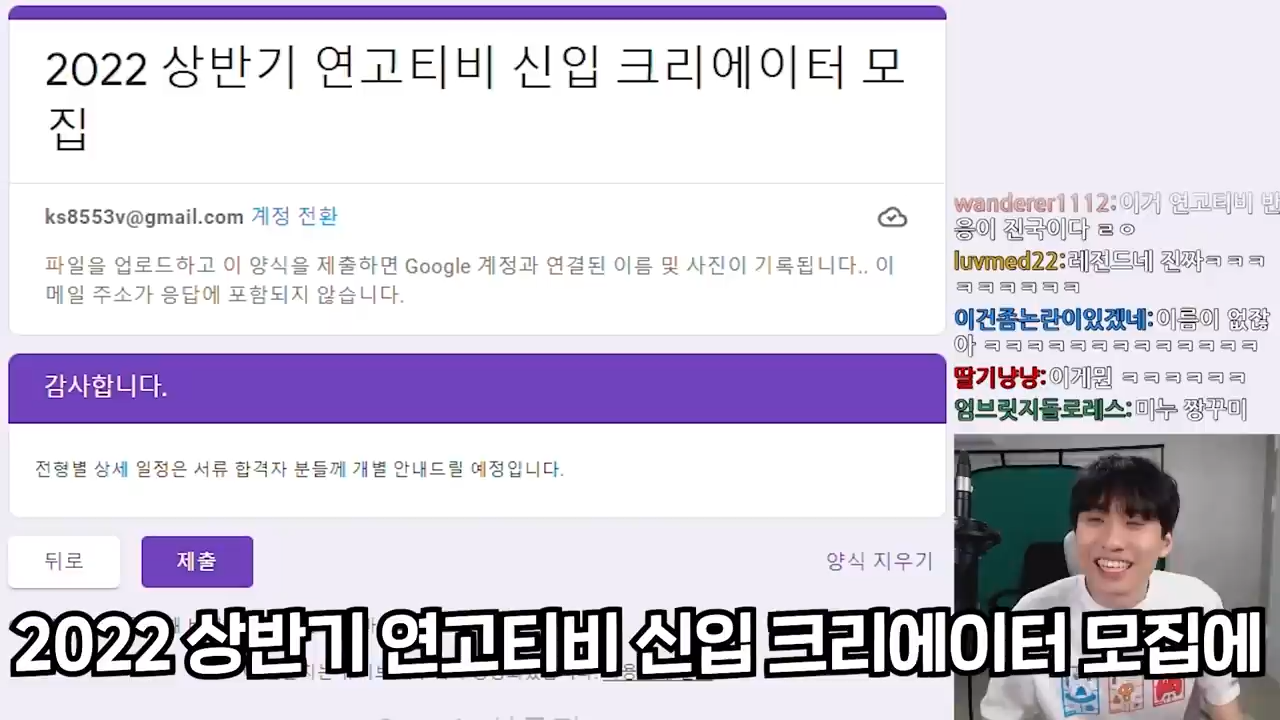 2022 상반기 연고티비 신입 크리에이터 모
집
ks8553v@gmail.com 계정 전환
파일을 업로드하고 이 양식을 제출하면 Google 계정과 연결된 이름 및 사진이 기록됩니다.. 이
메일 주소가 응답에 포함되지 않습니다.
감사합니다.
전형별 상세 일정은 서류 합격자 분들께 개별 안내드릴 예정입니다.
뒤로
제출
양식 지우기
wanderer1112: 이거 연고티비 반
응이 진국이다 ㄹㅇ
luvmed22: 레전드네 진짜ㅋㅋㅋ
ㅋㅋㅋㅋㅋㅋ
이건좀논란이있겠네: 이름이 없잖
아 ㅋㅋㅋㅋㅋㅋㅋㅋㅋㅋㅋㅋㅋ
딸기냥냥: 이게뭔 ㅋㅋㅋㅋㅋㅋ
엄브릿지돌로레스: 미누 짱꾸미
2022 상반기 연고티비 신입 크리에이터 모집에